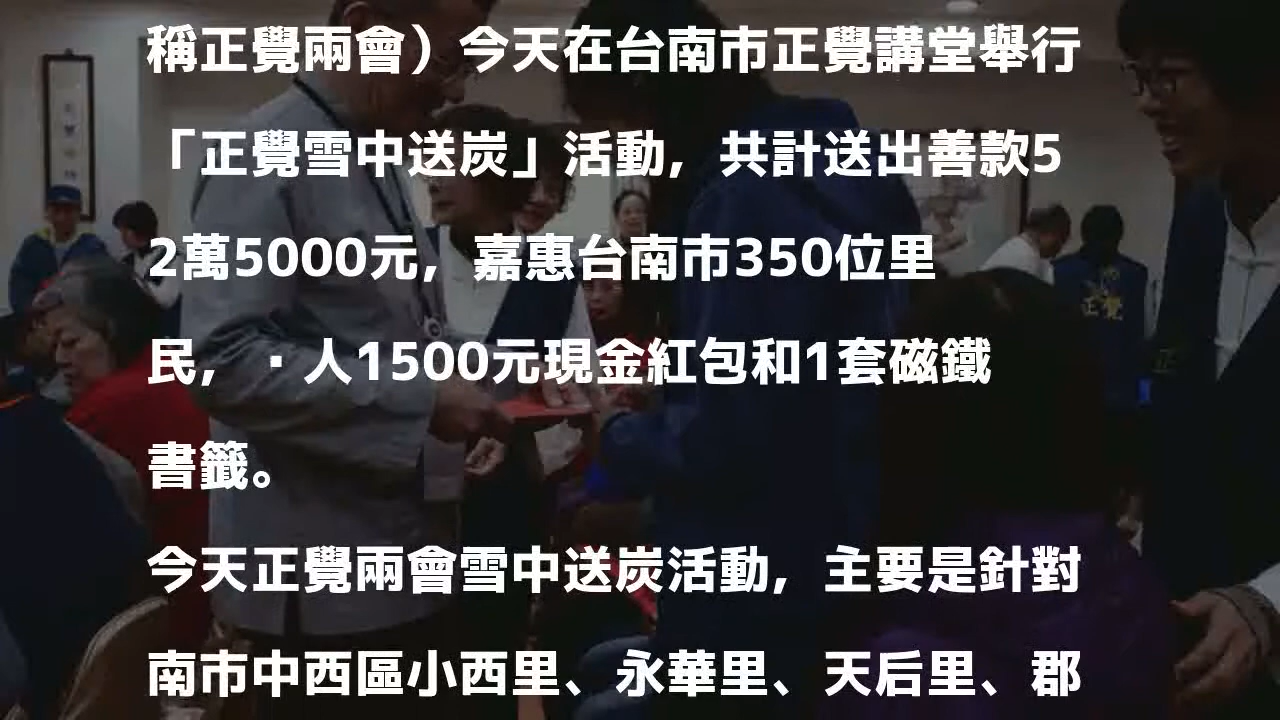 稱正覺兩會）今天在台南市正覺講堂舉行
「正覺雪中送炭」活動，共計送出善款5
2萬5000元，嘉惠台南市350位里
民，・人1500元現金紅包和1套磁鐵
書籤。
今天正覺兩會雪中送炭活動，主要是針對
南市中西區小西里、永華里、天后里、郡
正覺